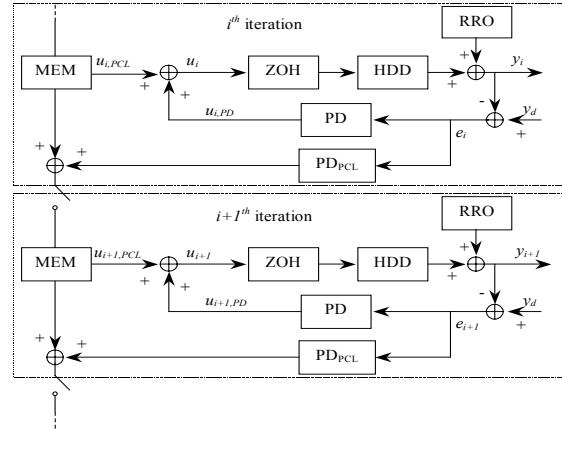 i^th iteration
RRO
MEM
u_i,PCL
u_i
ZOH
HDD
y_i
+
+
+
+
u_i,PD
PD
-
y_d
e_i
+
+
+
PD_PCL
i+1^th iteration
RRO
MEM
u_i+1,PCL
u_i+1
ZOH
HDD
y_i+1
+
+
+
+
u_i+1,PD
PD
-
y_d
e_i+1
+
+
+
PD_PCL